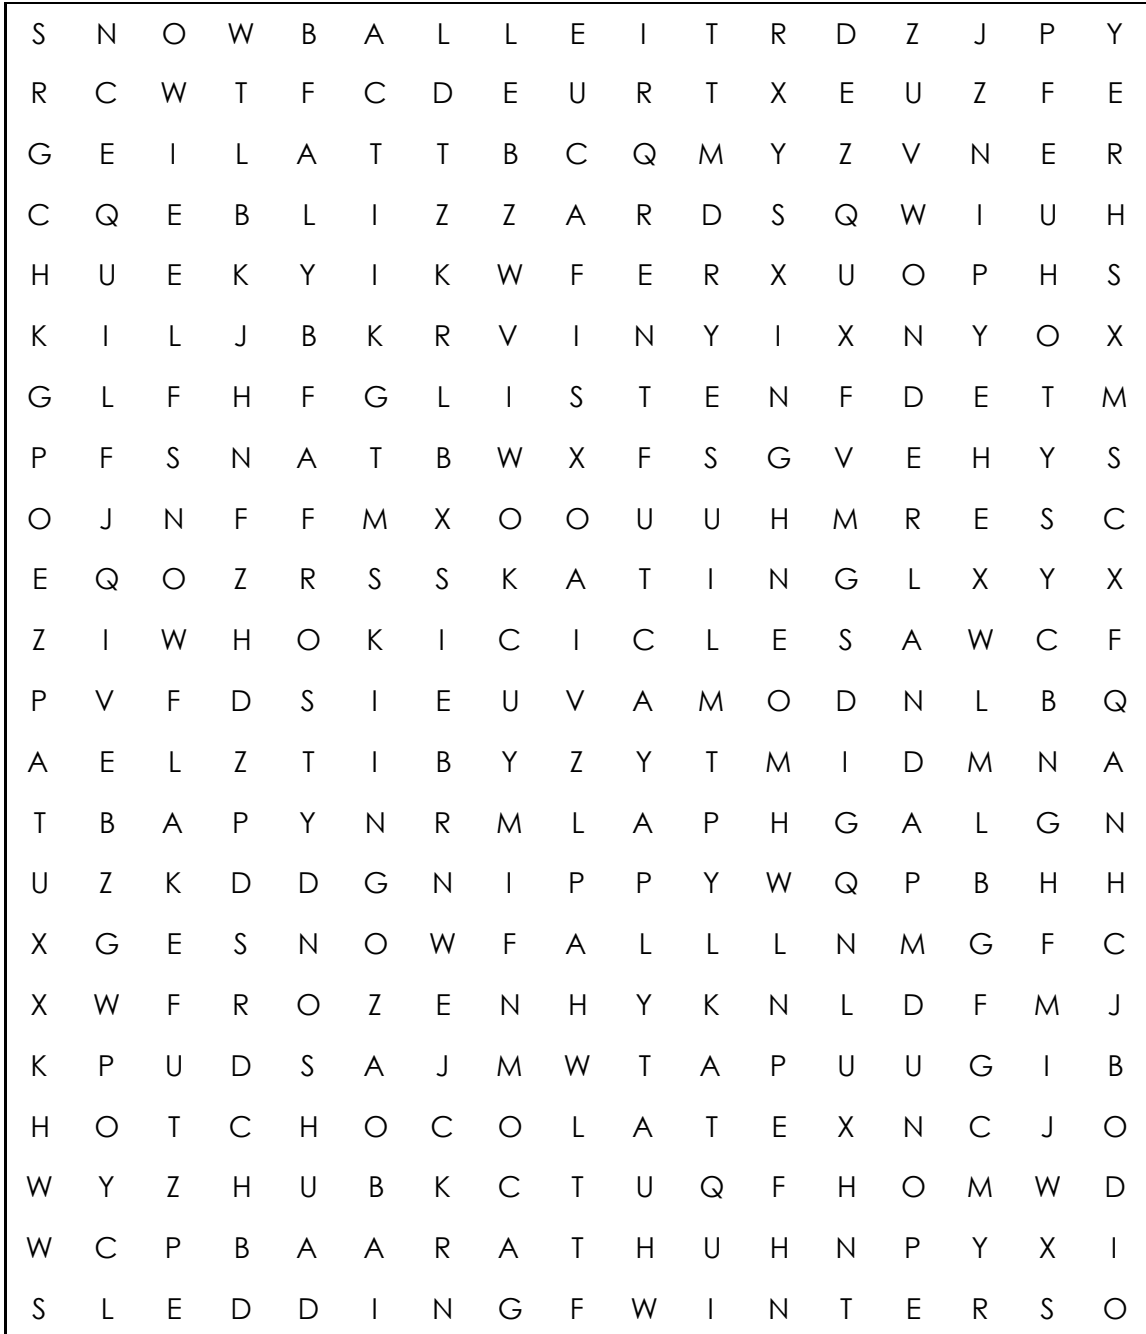 S N O W B A L L E I T R D Z J P Y
R C W T F C D E U R T X E U Z F E
G E I L A T T B C Q M Y Z V N E R
C Q E B L I Z Z A R D S Q W I U H
H U E K Y I K W F E R X U O P H S
K I L J B K R V I N Y I X N Y O X
G L F H F G L I S T E N F D E T M
P F S N A T B W X F S G V E H Y S
O J N F F M X O O U U H M R E S C
E Q O Z R S S K A T I N G L X Y X
Z I W H O K I C I C L E S A W C F
P V F D S I E U V A M O D N L B Q
A E L Z T I B Y Z Y T M I D M N A
T B A P Y N R M L A P H G A L G N
U Z K D D G N I P P Y W Q P B H H
X G E S N O W F A L L L N M G F C
X W F R O Z E N H Y K N L D F M J
K P U D S A J M W T A P U U G I B
H O T C H O C O L A T E X N C J O
W Y Z H U B K C T U Q F H O M W D
W C P B A A R A T H U H N P Y X I
S L E D D I N G F W I N T E R S O